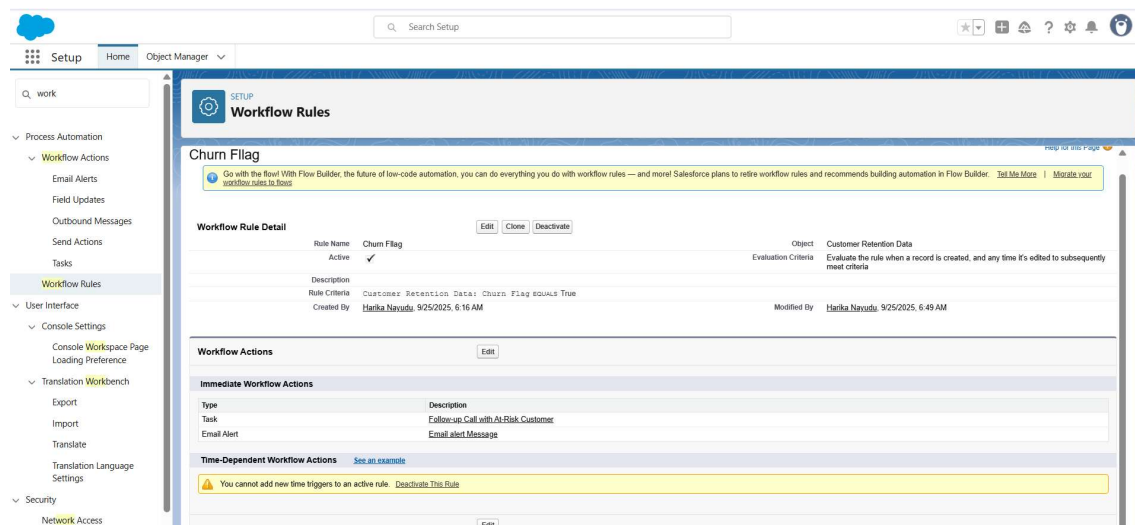 Search Setup
Setup
Home
Object Manager
work
Process Automation
Workflow Actions
Email Alerts
Field Updates
Outbound Messages
Send Actions
Tasks
Workflow Rules
User Interface
Console Settings
Console Workspace Page
Loading Preference
Translation Workbench
Export
Import
Translate
Translation Language
Settings
Security
Network Access
SETUP
Workflow Rules
Help for this Page
Churn Fllag
Go with the flow! With Flow Builder, the future of low-code automation, you can do everything you do with workflow rules — and more! Salesforce plans to retire workflow rules and recommends building automation in Flow Builder. Tell Me More | Migrate your
workflow rules to flows
Workflow Rule Detail Edit Clone Deactivate
Rule Name Churn Fllag Object Customer Retention Data
Active ✓ Evaluation Criteria Evaluate the rule when a record is created, and any time it's edited to subsequently
meet criteria
Description
Rule Criteria Customer Retention Data: Churn Flag EQUALS True
Created By Harika Nayudu, 9/25/2025, 6:16 AM Modified By Harika Nayudu, 9/25/2025, 6:49 AM
Workflow Actions Edit
Immediate Workflow Actions
Type Description
Task Follow-up Call with At-Risk Customer
Email Alert Email alert Message
Time-Dependent Workflow Actions See an example
You cannot add new time triggers to an active rule. Deactivate This Rule
Edit